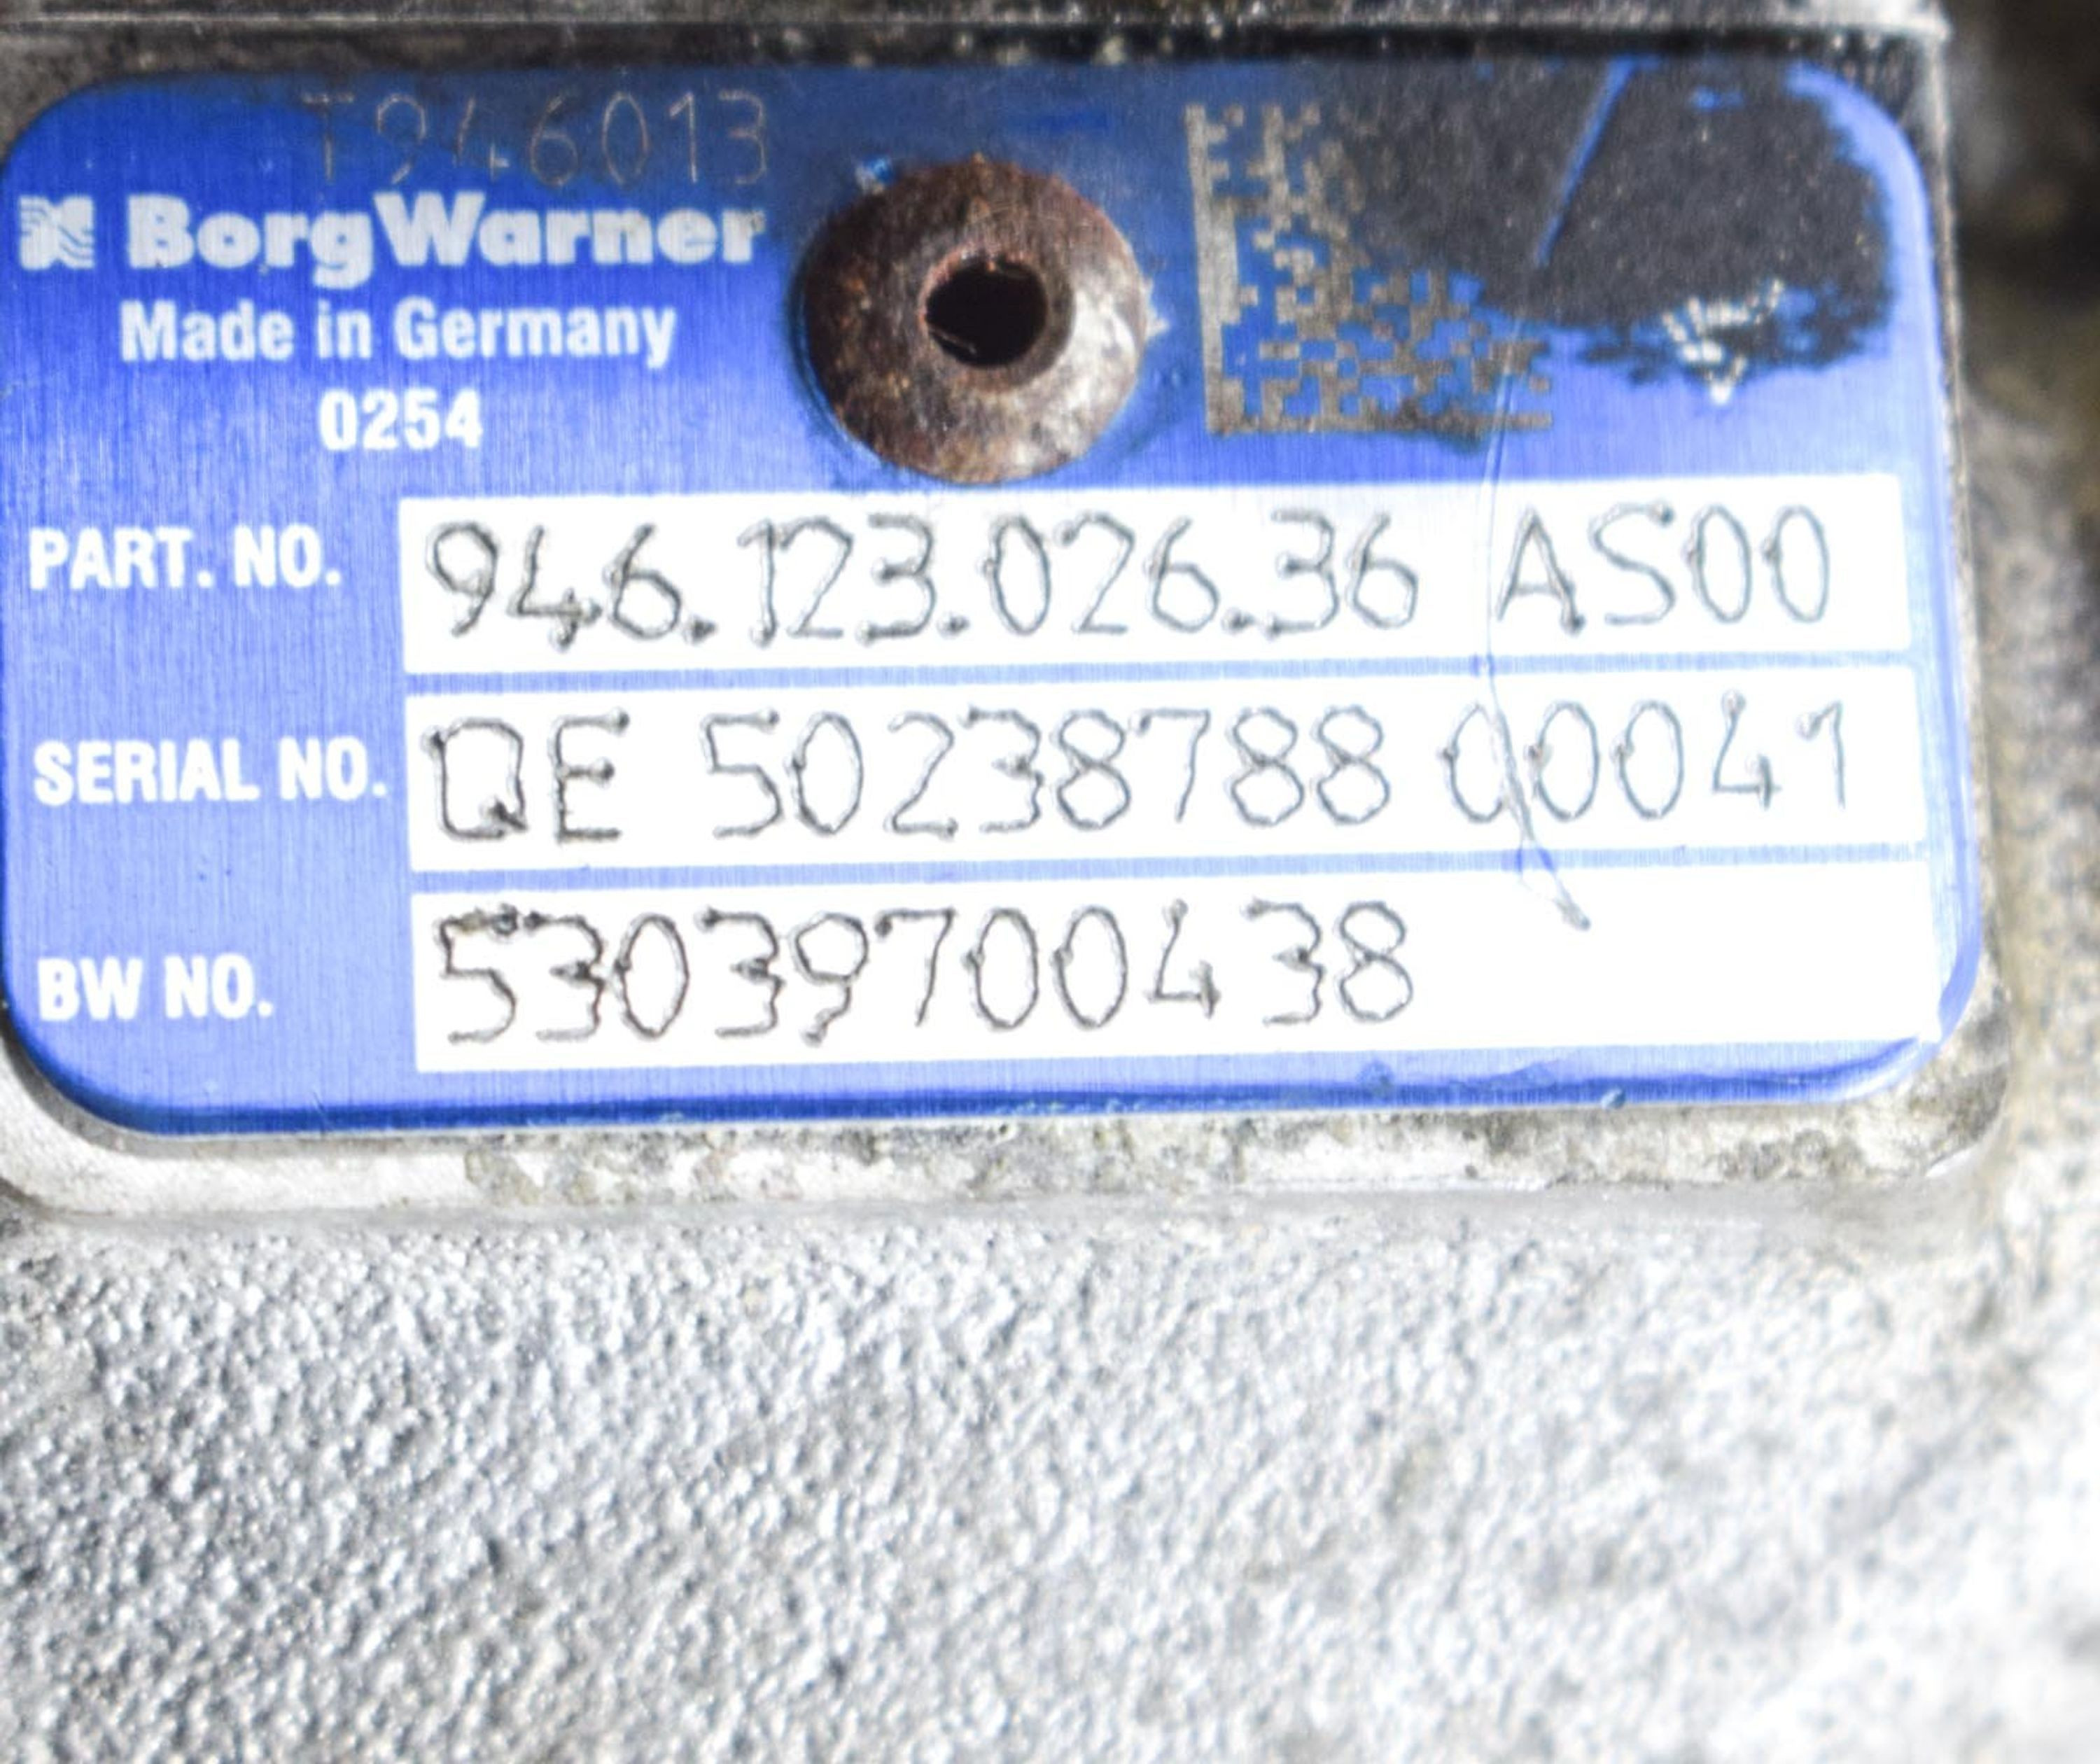 T946013
BorgWarner
Made in Germany
0254
PART. NO. 946.123.026.36 AS00
SERIAL NO. QE 50238788 00041
BW NO. 53039700438